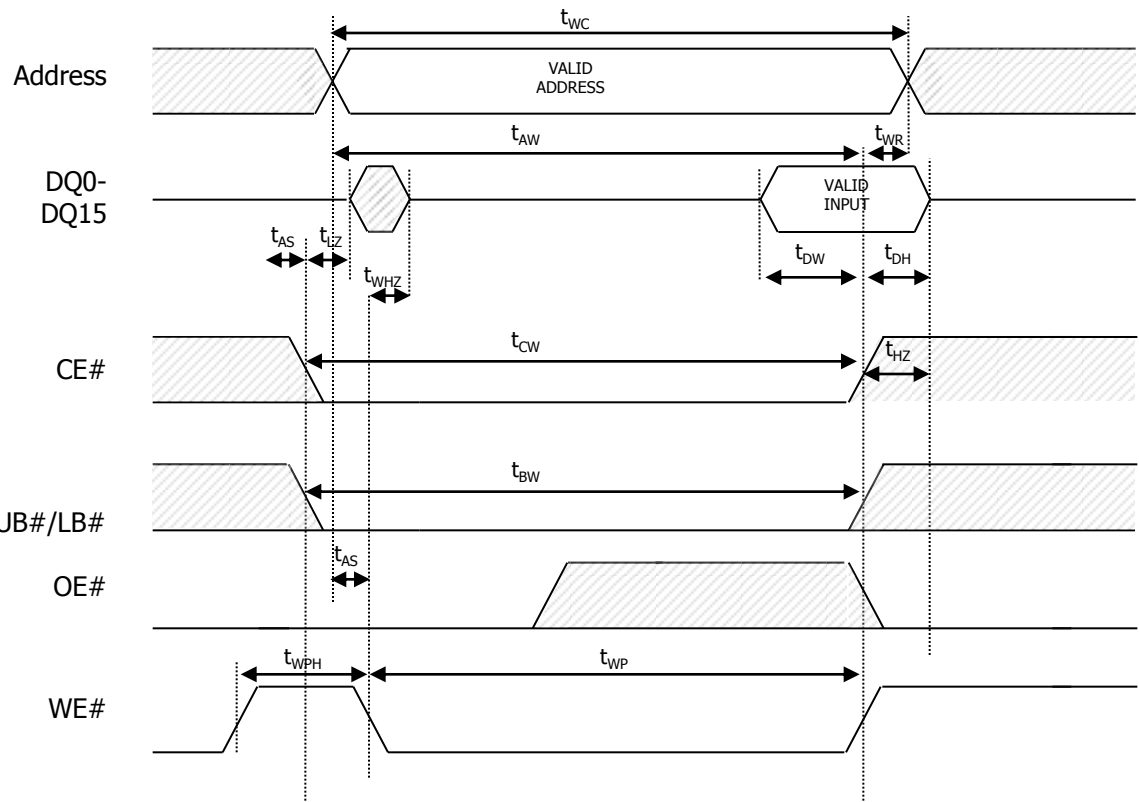 tWC
Address
VALID
ADDRESS
tAW
tWR
DQ0-
DQ15
VALID
INPUT
tAS
tLZ
tWHZ
tDW
tDH
CE#
tCW
tHZ
UB#/LB#
tBW
tAS
OE#
tWPH
tWP
WE#